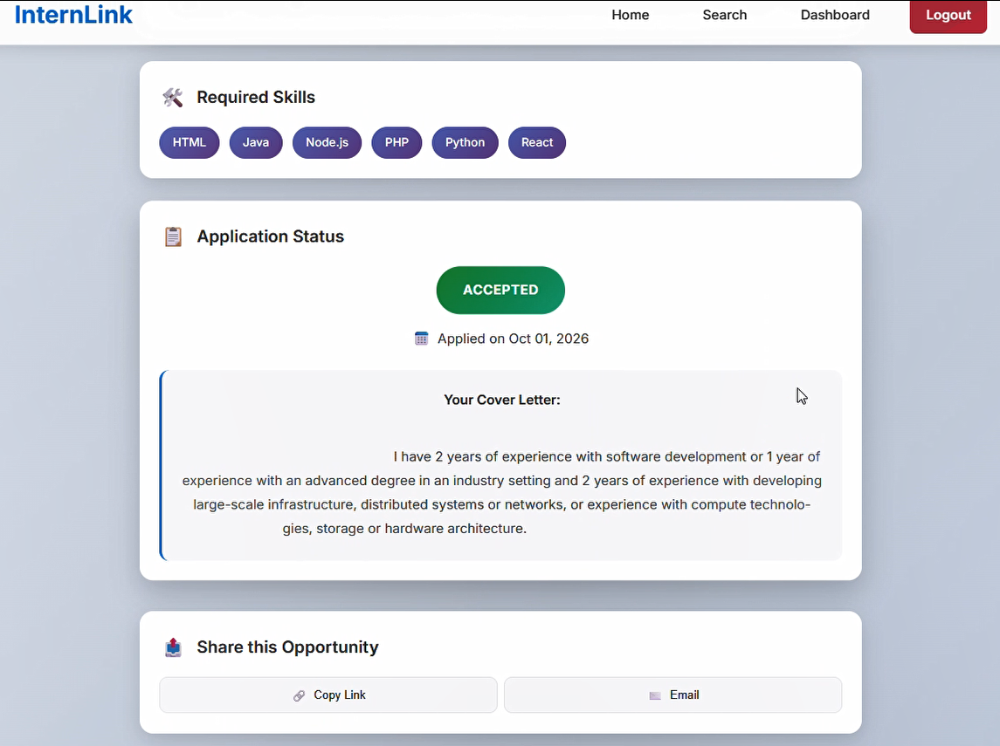 InternLink
Home Search Dashboard Logout
Required Skills
HTML Java Node.js PHP Python React
Application Status
ACCEPTED
Applied on Oct 01, 2026
Your Cover Letter:
I have 2 years of experience with software development or 1 year of
experience with an advanced degree in an industry setting and 2 years of experience with developing
large-scale infrastructure, distributed systems or networks, or experience with compute technolo-
gies, storage or hardware architecture.
Share this Opportunity
Copy Link Email